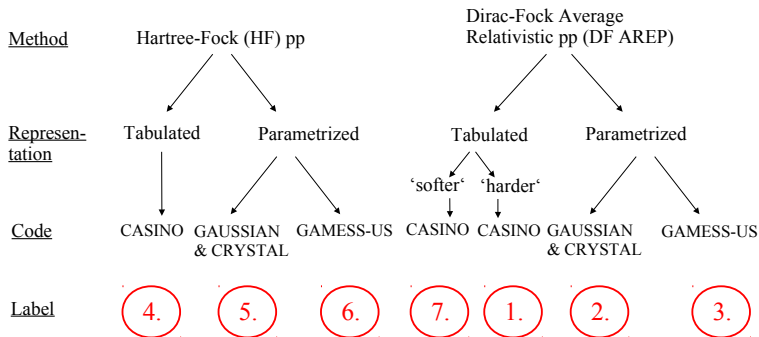 Method
Hartree-Fock (HF) pp
Dirac-Fock Average
Relativistic pp (DF AREP)
Represen-
tation
Tabulated
Parametrized
Tabulated
Parametrized
‘softer‘
‘harder‘
Code
CASINO
GAUSSIAN
& CRYSTAL
GAMESS-US
CASINO
CASINO
GAUSSIAN
& CRYSTAL
GAMESS-US
Label
4.
5.
6.
7.
1.
2.
3.